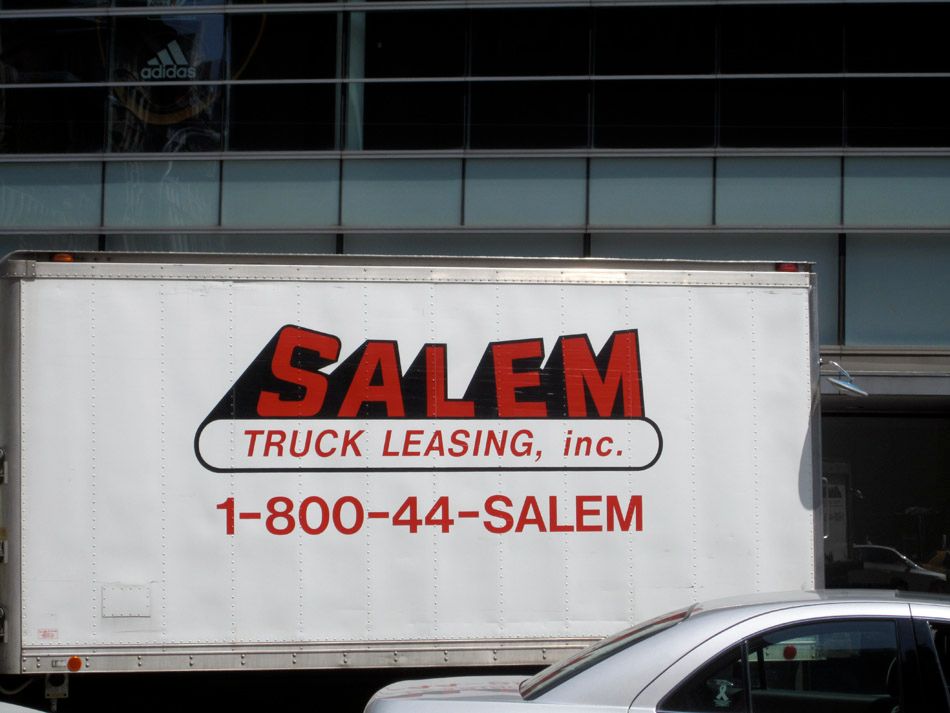 adidas
SALEM
TRUCK LEASING, inc.
1-800-44-SALEM